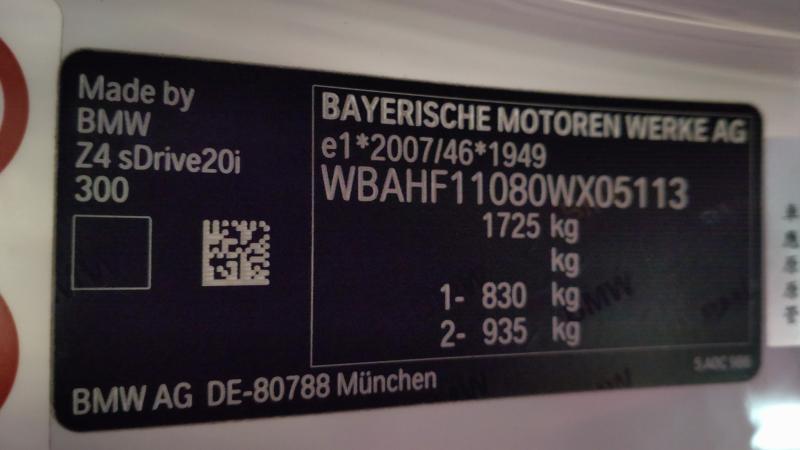 Made by
BMW
Z4 sDrive20i
300
BAYERISCHE MOTOREN WERKE AG
e1*2007/46*1949
WBAHF11080WX05113
1725 kg
kg
1- 830 kg
2- 935 kg
BMW AG DE-80788 München